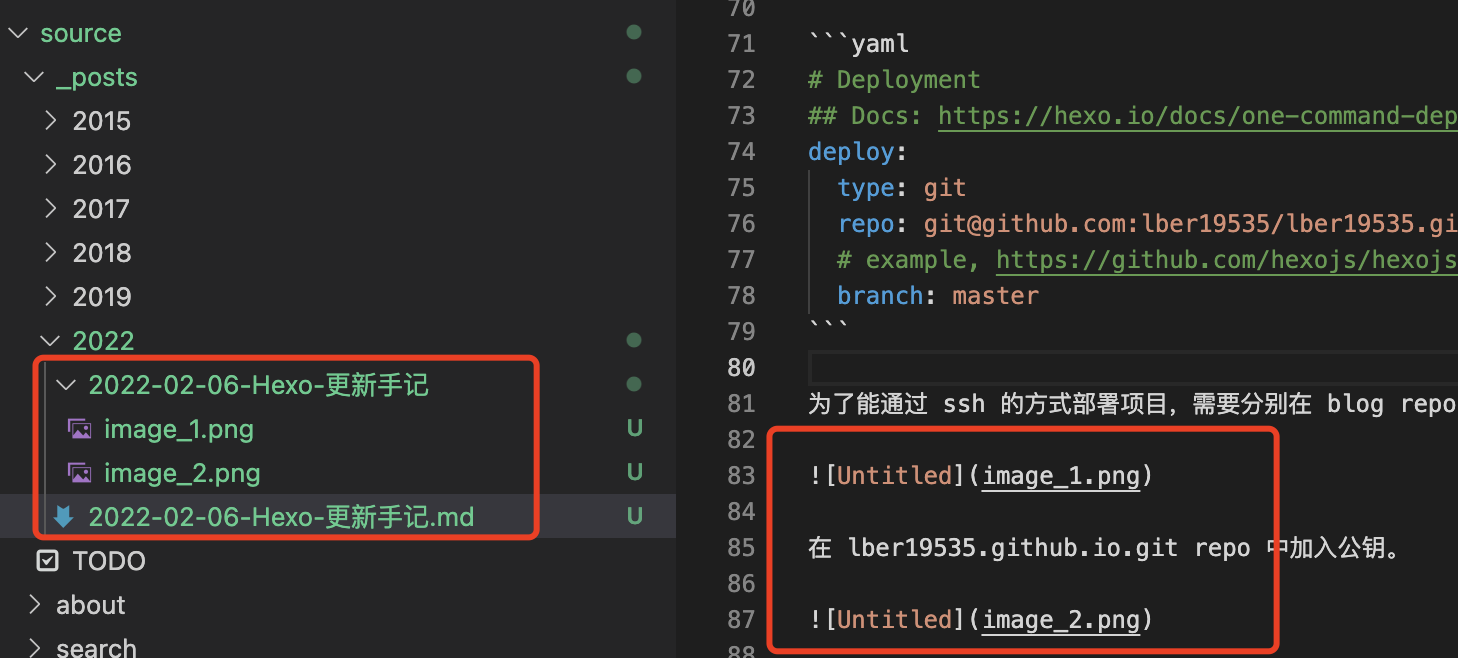 source
_posts
2015
2016
2017
2018
2019
2022
2022-02-06-Hexo-更新手记
image_1.png
U
image_2.png
U
2022-02-06-Hexo-更新手记.md
U
TODO
about
search
70
71 ```yaml
72 # Deployment
73 ## Docs: https://hexo.io/docs/one-command-dep
74 deploy:
75 type: git
76 repo: git@github.com:lber19535/lber19535.gi
77 # example, https://github.com/hexojs/hexojs
78 branch: master
79 ```
80
81 为了能通过 ssh 的方式部署项目，需要分别在 blog repo
82
83 ![Untitled](image_1.png)
84
85 在 lber19535.github.io.git repo 中加入公钥。
86
87 ![Untitled](image_2.png)
88